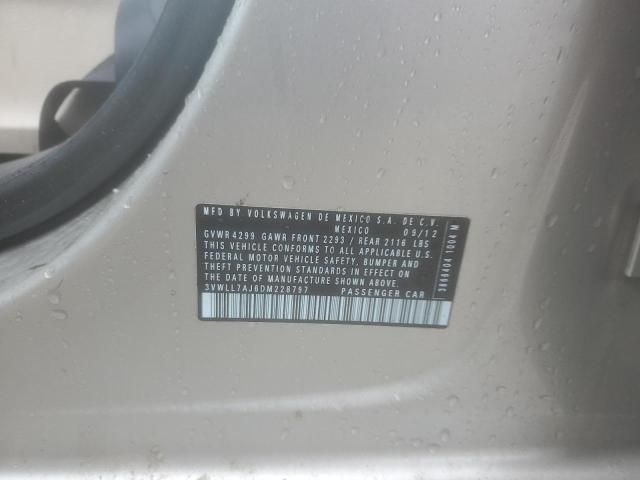 MFD BY VOLKSWAGEN DE MEXICO S.A. DE C.V.
MEXICO 09/12
GVWR 4299 GAWR FRONT 2293 / REAR 2116 LBS
THIS VEHICLE CONFORMS TO ALL APPLICABLE U.S.
FEDERAL MOTOR VEHICLE SAFETY, BUMPER AND
THEFT PREVENTION STANDARDS IN EFFECT ON
THE DATE OF MANUFACTURE SHOWN ABOVE.
3VWLL7AJ6DM228797 PASSENGER CAR